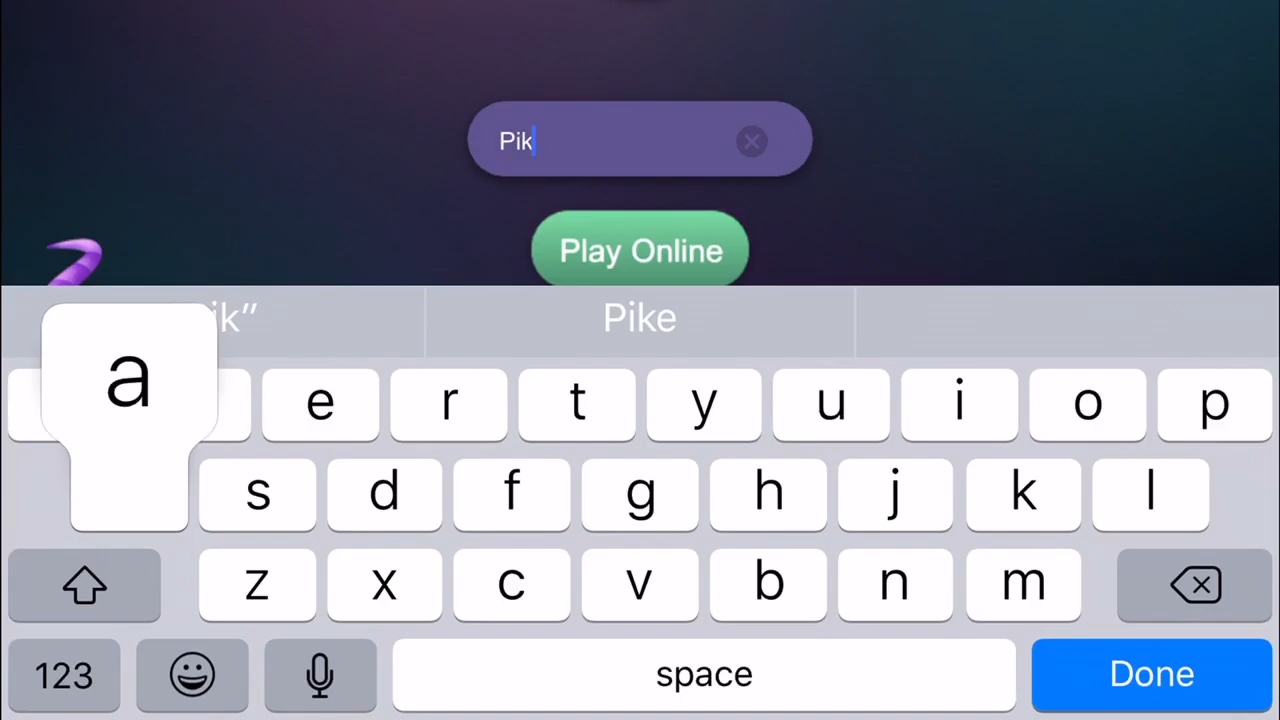 Pik
Play Online
ik” Pike
a
e r t y u i o p
s d f g h j k l
z x c v b n m
123 space Done